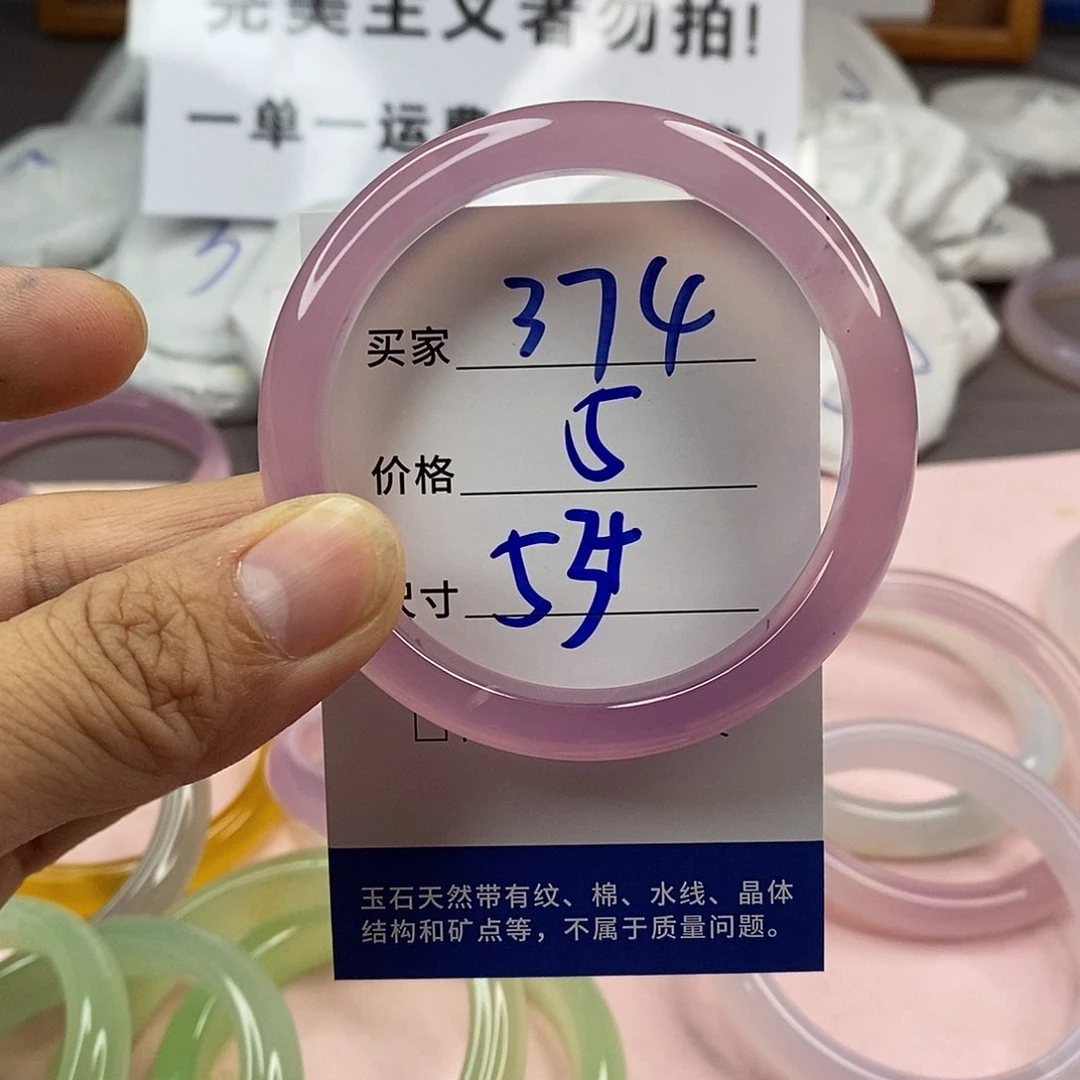 完美主义者勿拍!
一单一运费
买家 374
价格 5
尺寸
玉石天然带有纹、棉、水线、晶体
结构和矿点等，不属于质量问题。